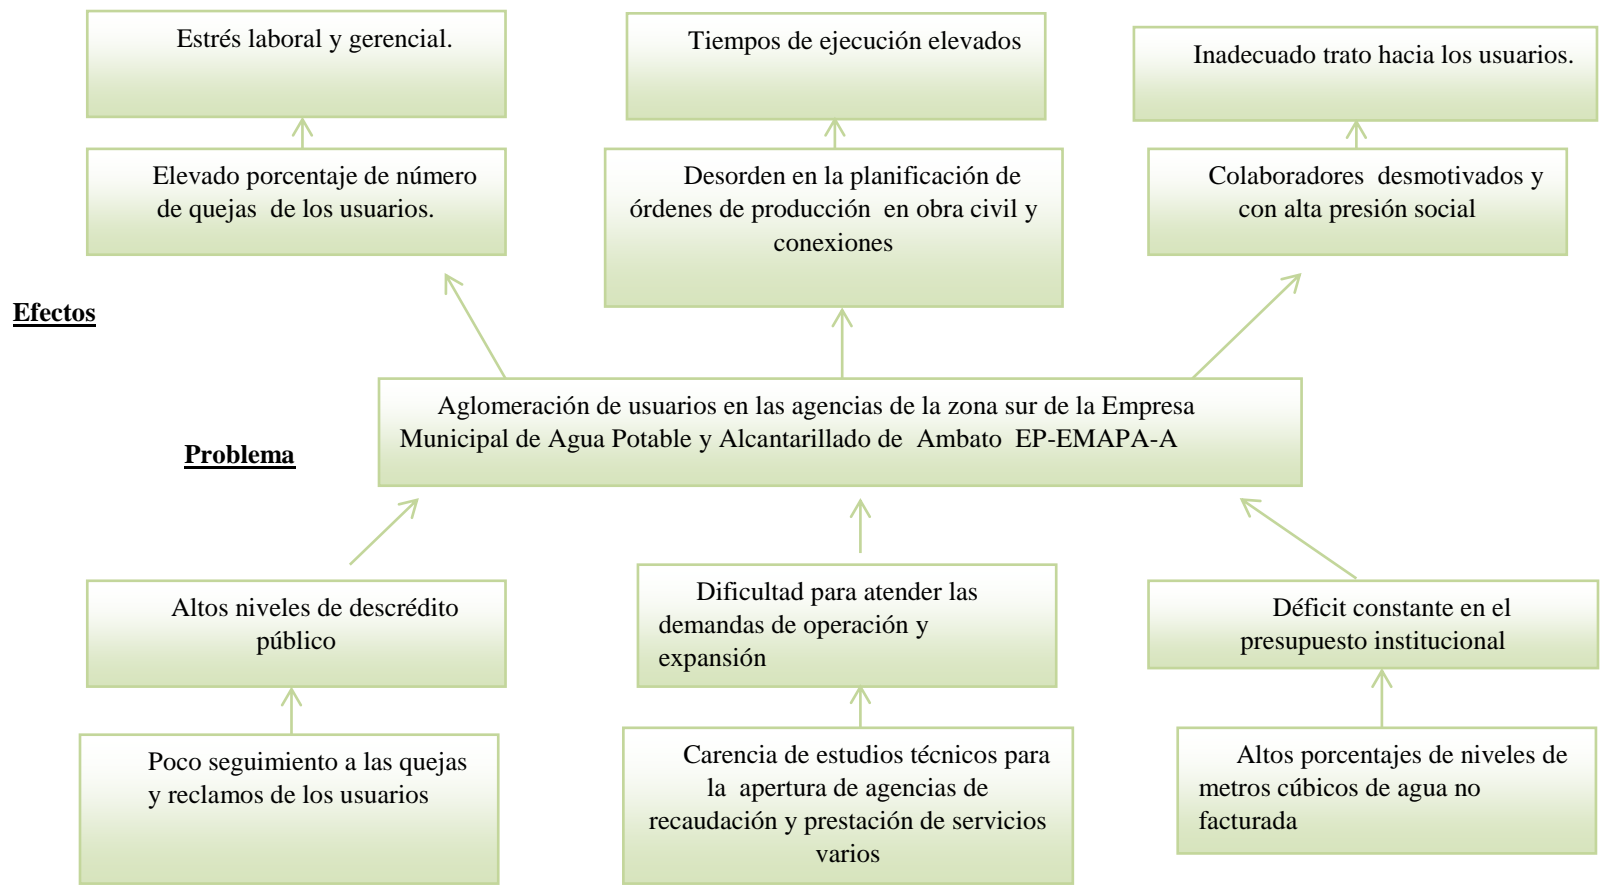 Estrés laboral y gerencial.
Tiempos de ejecución elevados
Inadecuado trato hacia los usuarios.
Elevado porcentaje de número
de quejas de los usuarios.
Desorden en la planificación de
órdenes de producción en obra civil y
conexiones
Colaboradores desmotivados y
con alta presión social
Efectos
Aglomeración de usuarios en las agencias de la zona sur de la Empresa
Municipal de Agua Potable y Alcantarillado de Ambato EP-EMAPA-A
Problema
Altos niveles de descrédito
público
Dificultad para atender las
demandas de operación y
expansión
Déficit constante en el
presupuesto institucional
Poco seguimiento a las quejas
y reclamos de los usuarios
Carencia de estudios técnicos para
la apertura de agencias de
recaudación y prestación de servicios
varios
Altos porcentajes de niveles de
metros cúbicos de agua no
facturada